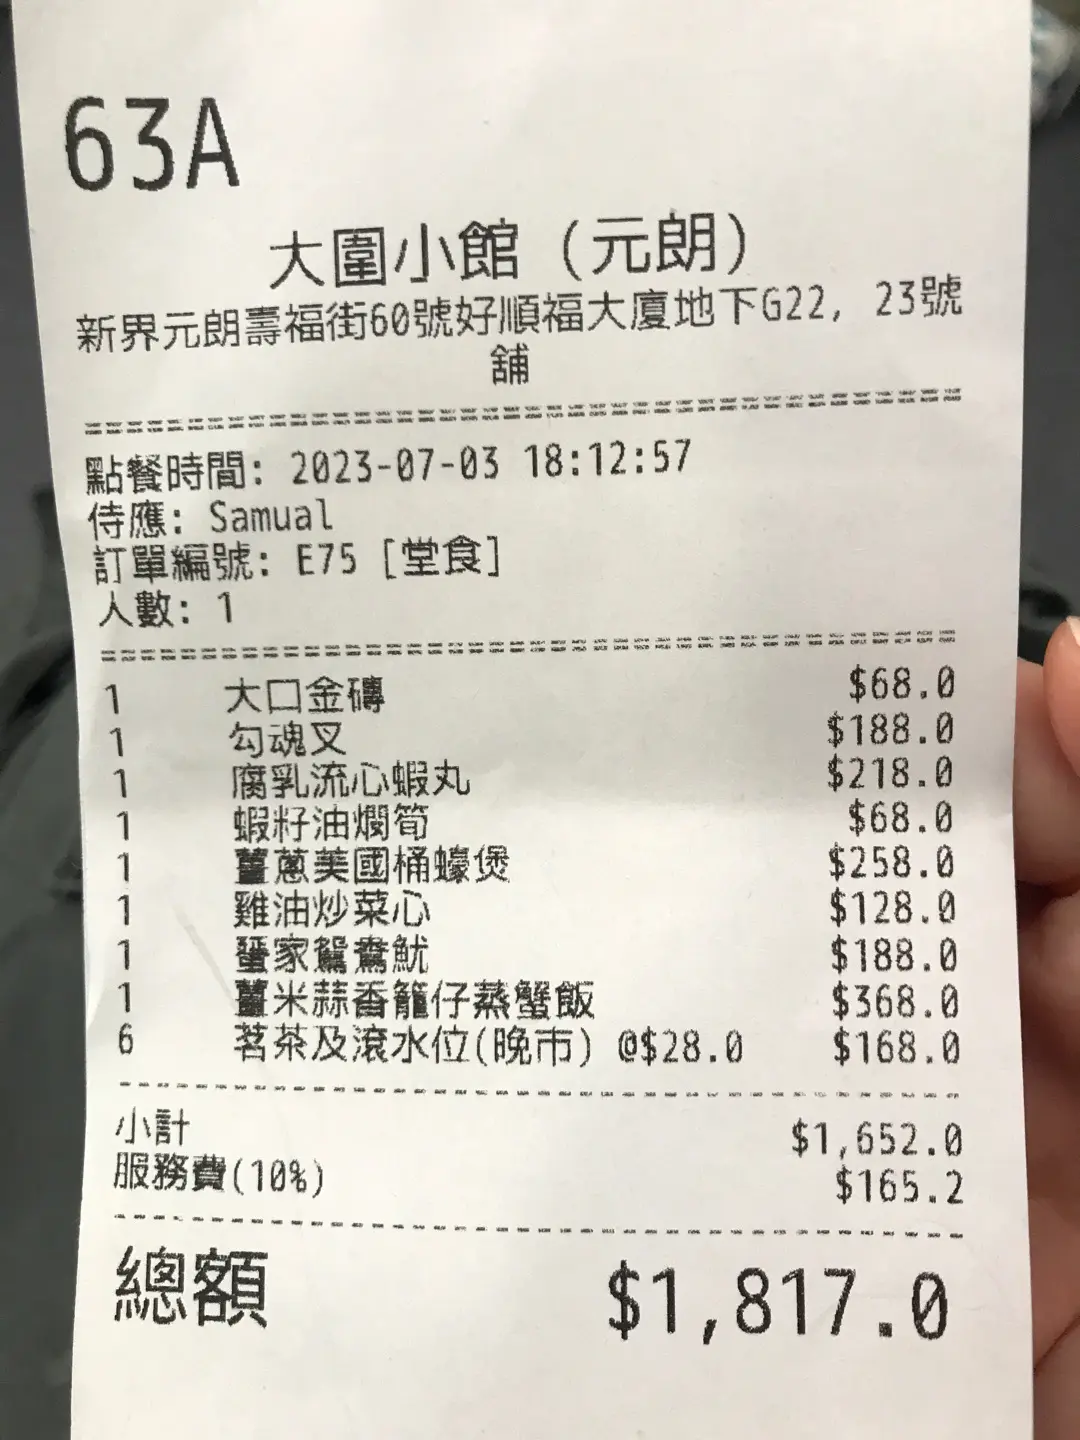 63A
大圍小館 (元朗)
新界元朗壽福街60號好順福大廈地下G22, 23號
舖
點餐時間: 2023-07-03 18:12:57
侍應: Samual
訂單編號: E75 [堂食]
人數: 1
1 大口金磚 $68.0
1 勾魂叉 $188.0
1 腐乳流心蝦丸 $218.0
1 蝦籽油燜筍 $68.0
1 薑蔥美國桶蠔煲 $258.0
1 雞油炒菜心 $128.0
1 蜑家鴛鴦魷 $188.0
1 薑米蒜香籠仔蒸蟹飯 $368.0
6 茗茶及滾水位(晚市) @$28.0 $168.0
小計 $1,652.0
服務費(10%) $165.2
總額 $1,817.0